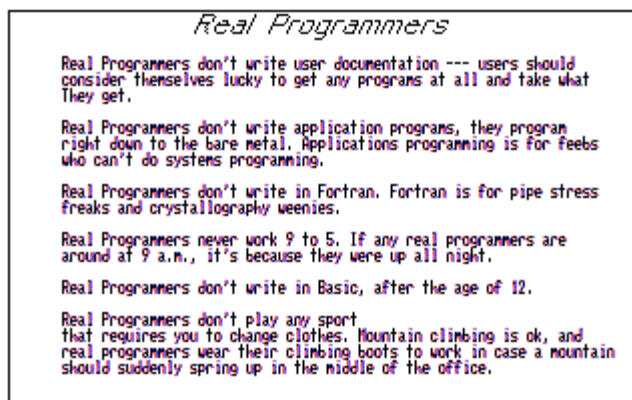 Real Programmers
Real Programmers don't write user documentation --- users should
consider themselves lucky to get any programs at all and take what
They get.
Real Programmers don't write application programs, they program
right down to the bare metal. Applications programming is for feebs
who can't do systems programming.
Real Programmers don't write in Fortran. Fortran is for pipe stress
freaks and crystallography weenies.
Real Programmers never work 9 to 5. If any real programmers are
around at 9 a.m., it's because they were up all night.
Real Programmers don't write in Basic, after the age of 12.
Real Programmers don't play any sport
that requires you to change clothes. Mountain climbing is ok, and
real programmers wear their climbing boots to work in case a mountain
should suddenly spring up in the middle of the office.